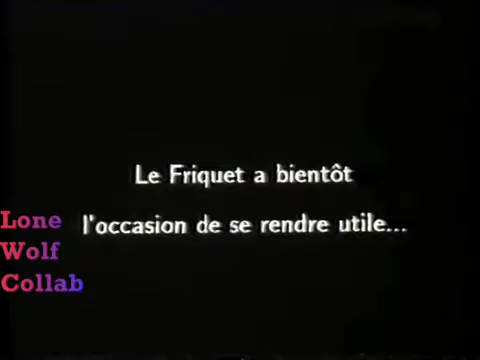 Le Friquet a bientôt
l'occasion de se rendre utile...
Lone
Wolf
Collab